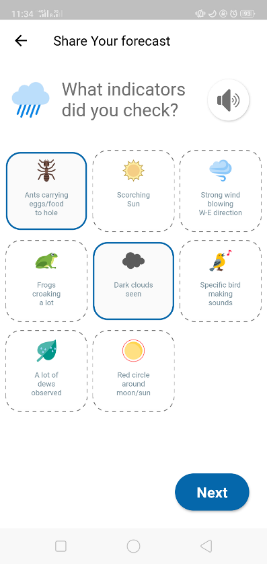 11:34
Share Your forecast
What indicators
did you check?
Ants carrying
eggs/food
to hole
Scorching
Sun
Strong wind
blowing
W-E direction
Frogs
croaking
a lot
Dark clouds
seen
Specific bird
making
sounds
A lot of
dews
observed
Red circle
around
moon/sun
Next